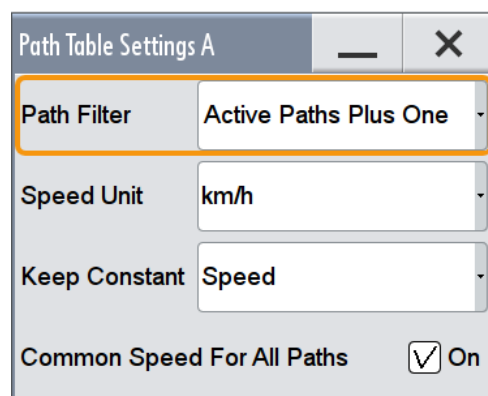 Path Table Settings A
Path Filter Active Paths Plus One
Speed Unit km/h
Keep Constant Speed
Common Speed For All Paths On